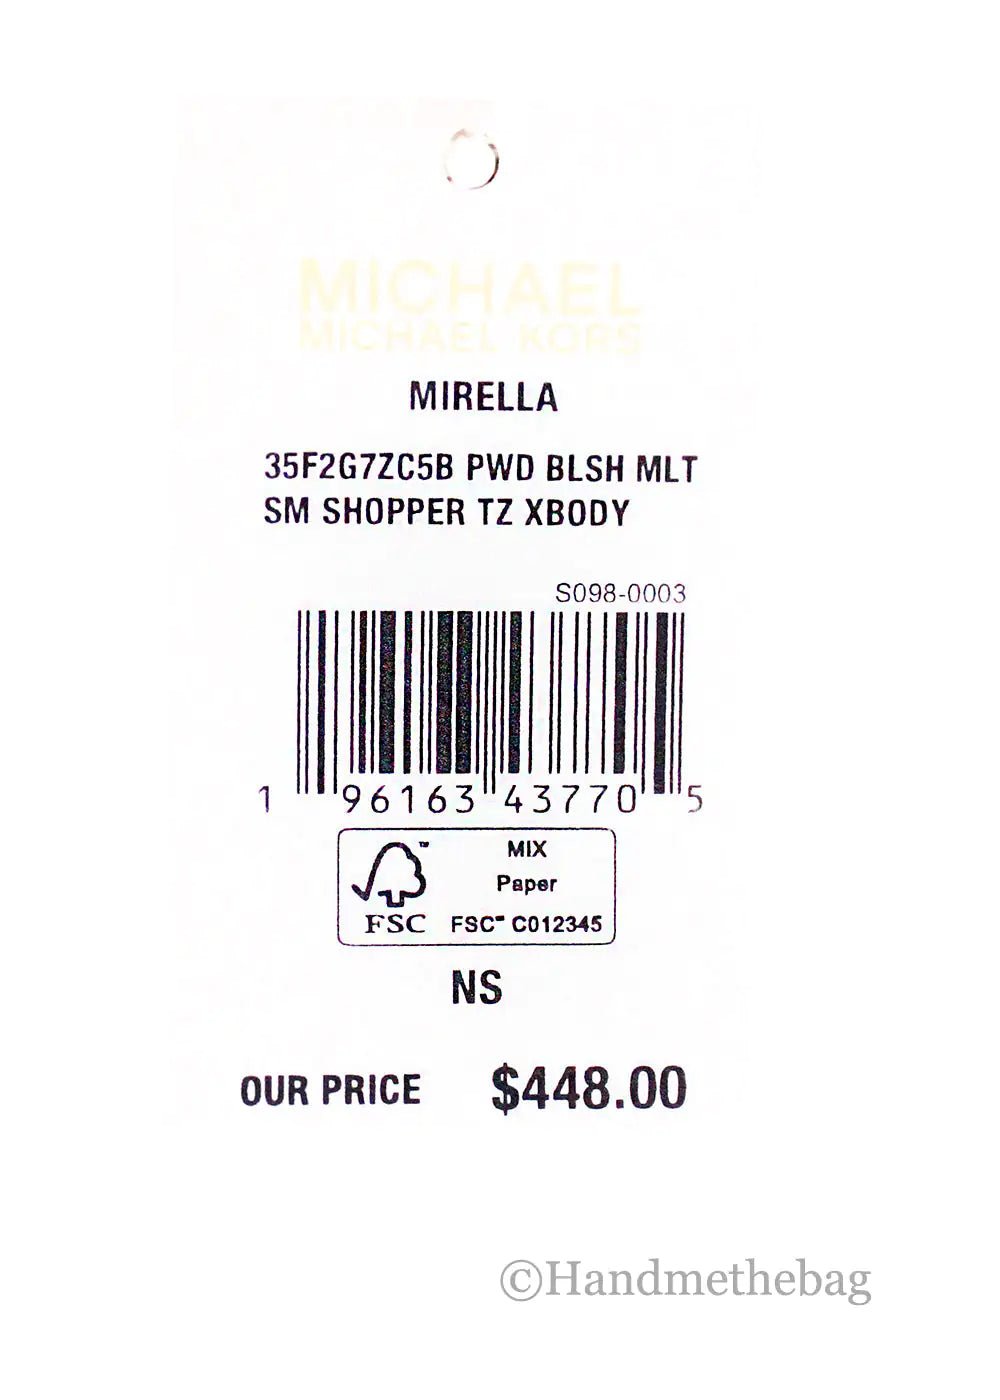 MICHAEL
MICHAEL KORS
MIRELLA
35F2G7ZC5B PWD BLSH MLT
SM SHOPPER TZ XBODY
S098-0003
1 96163 43770 5
MIX
Paper
FSC FSC™ C012345
NS
OUR PRICE $448.00
©Handmethebag